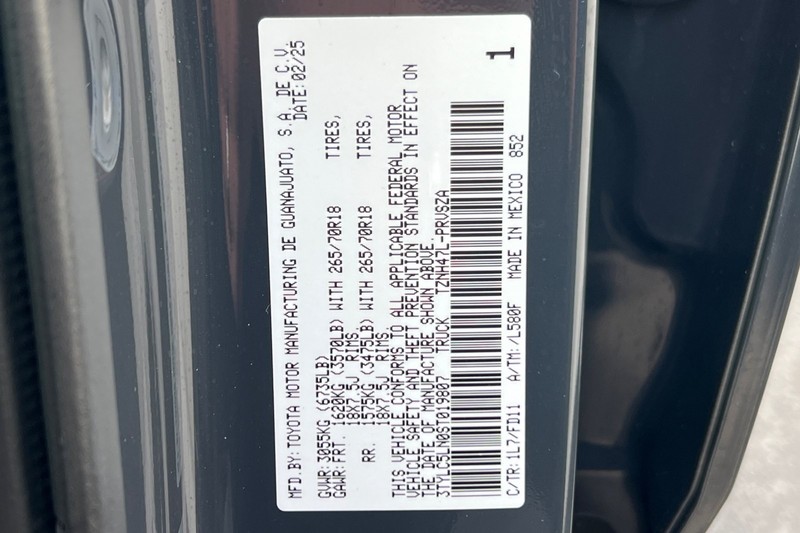 MFD.BY:TOYOTA MOTOR MANUFACTURING DE GUANAJUATO, S.A.DE C.V.
DATE:02/25
GVWR:3055KG (6735LB)
GAWR:FRT. 1620KG (3570LB) WITH 265/70R18 TIRES,
18X7.5J RIMS.
RR. 1575KG (3475LB) WITH 265/70R18 TIRES,
18X7.5J RIMS.
THIS VEHICLE CONFORMS TO ALL APPLICABLE FEDERAL MOTOR
VEHICLE SAFETY AND THEFT PREVENTION STANDARDS IN EFFECT ON
THE DATE OF MANUFACTURE SHOWN ABOVE.
3TYLC5LN0ST019807 TRUCK TZNH47L-PRVSZA
C/TR:1L7/FD11 A/TM:/L580F MADE IN MEXICO 852
1